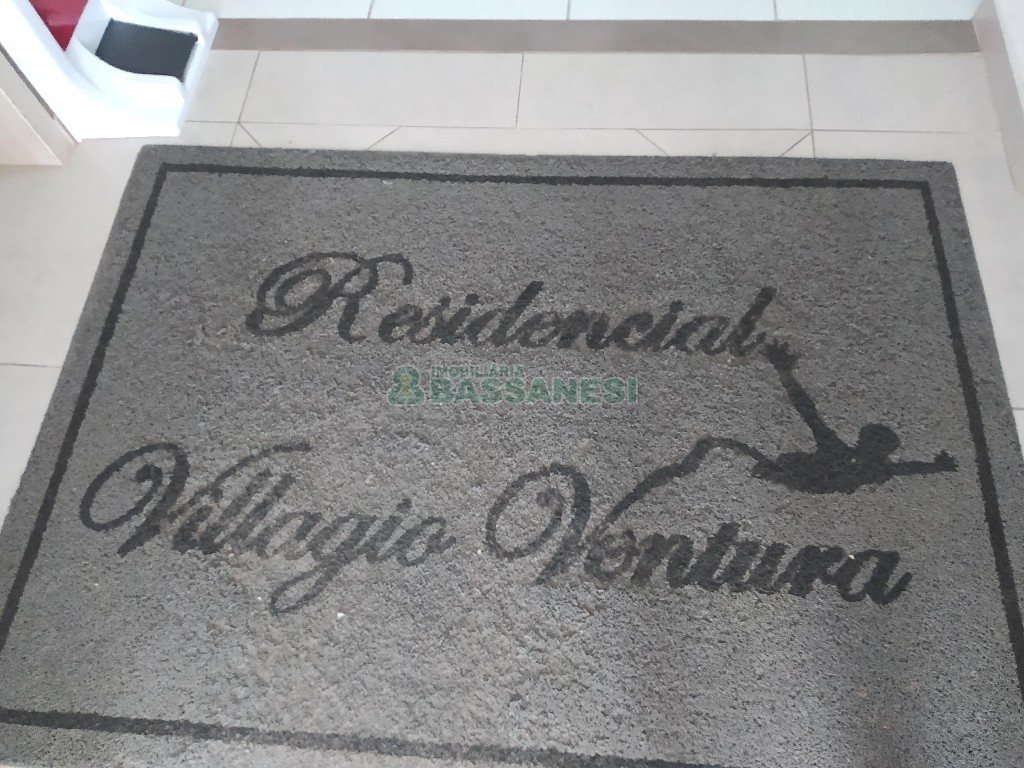 Residencial
IMOBILIÁRIA
BASSANESI
Villagio Ventura